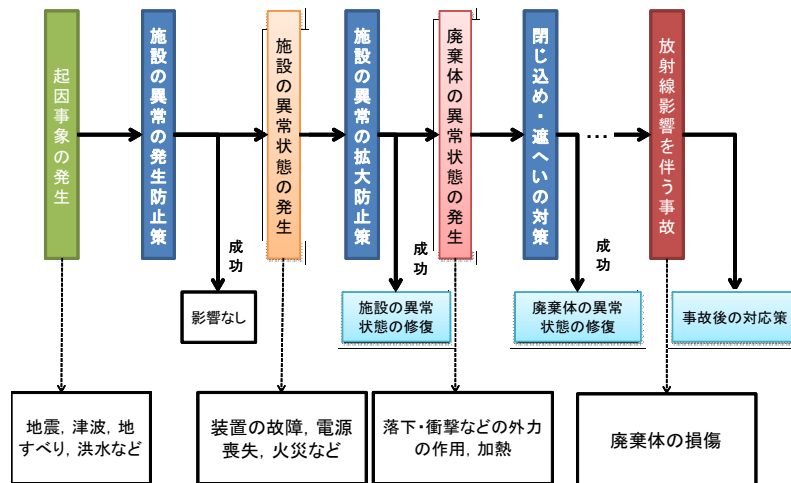 起因事象の発生
施設の異常の発生防止策
施設の異常状態の発生
施設の異常の拡大防止策
廃棄体の異常状態の発生
閉じ込め・遮へいの対策
…
放射線影響を伴う事故
成功
成功
成功
影響なし
施設の異常
状態の修復
廃棄体の異常
状態の修復
事故後の対応策
地震, 津波, 地
すべり, 洪水など
装置の故障, 電源
喪失, 火災など
落下・衝撃などの外力
の作用, 加熱
廃棄体の損傷